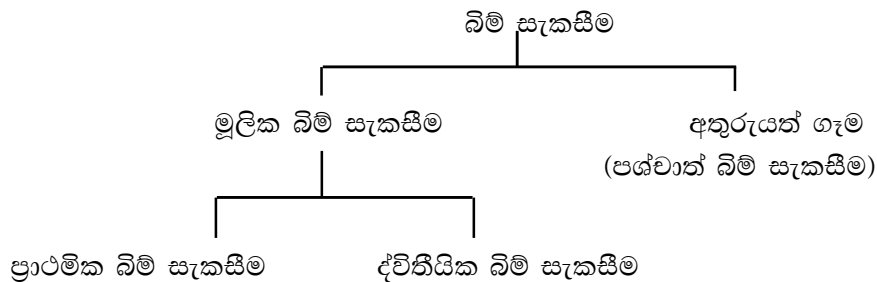 බිම් සැකසීම
මූලික බිම් සැකසීම
අතුරුයත් ගෑම
(පශ්චාත් බිම් සැකසීම)
ප්‍රාථමික බිම් සැකසීම
ද්විතීයික බිම් සැකසීම